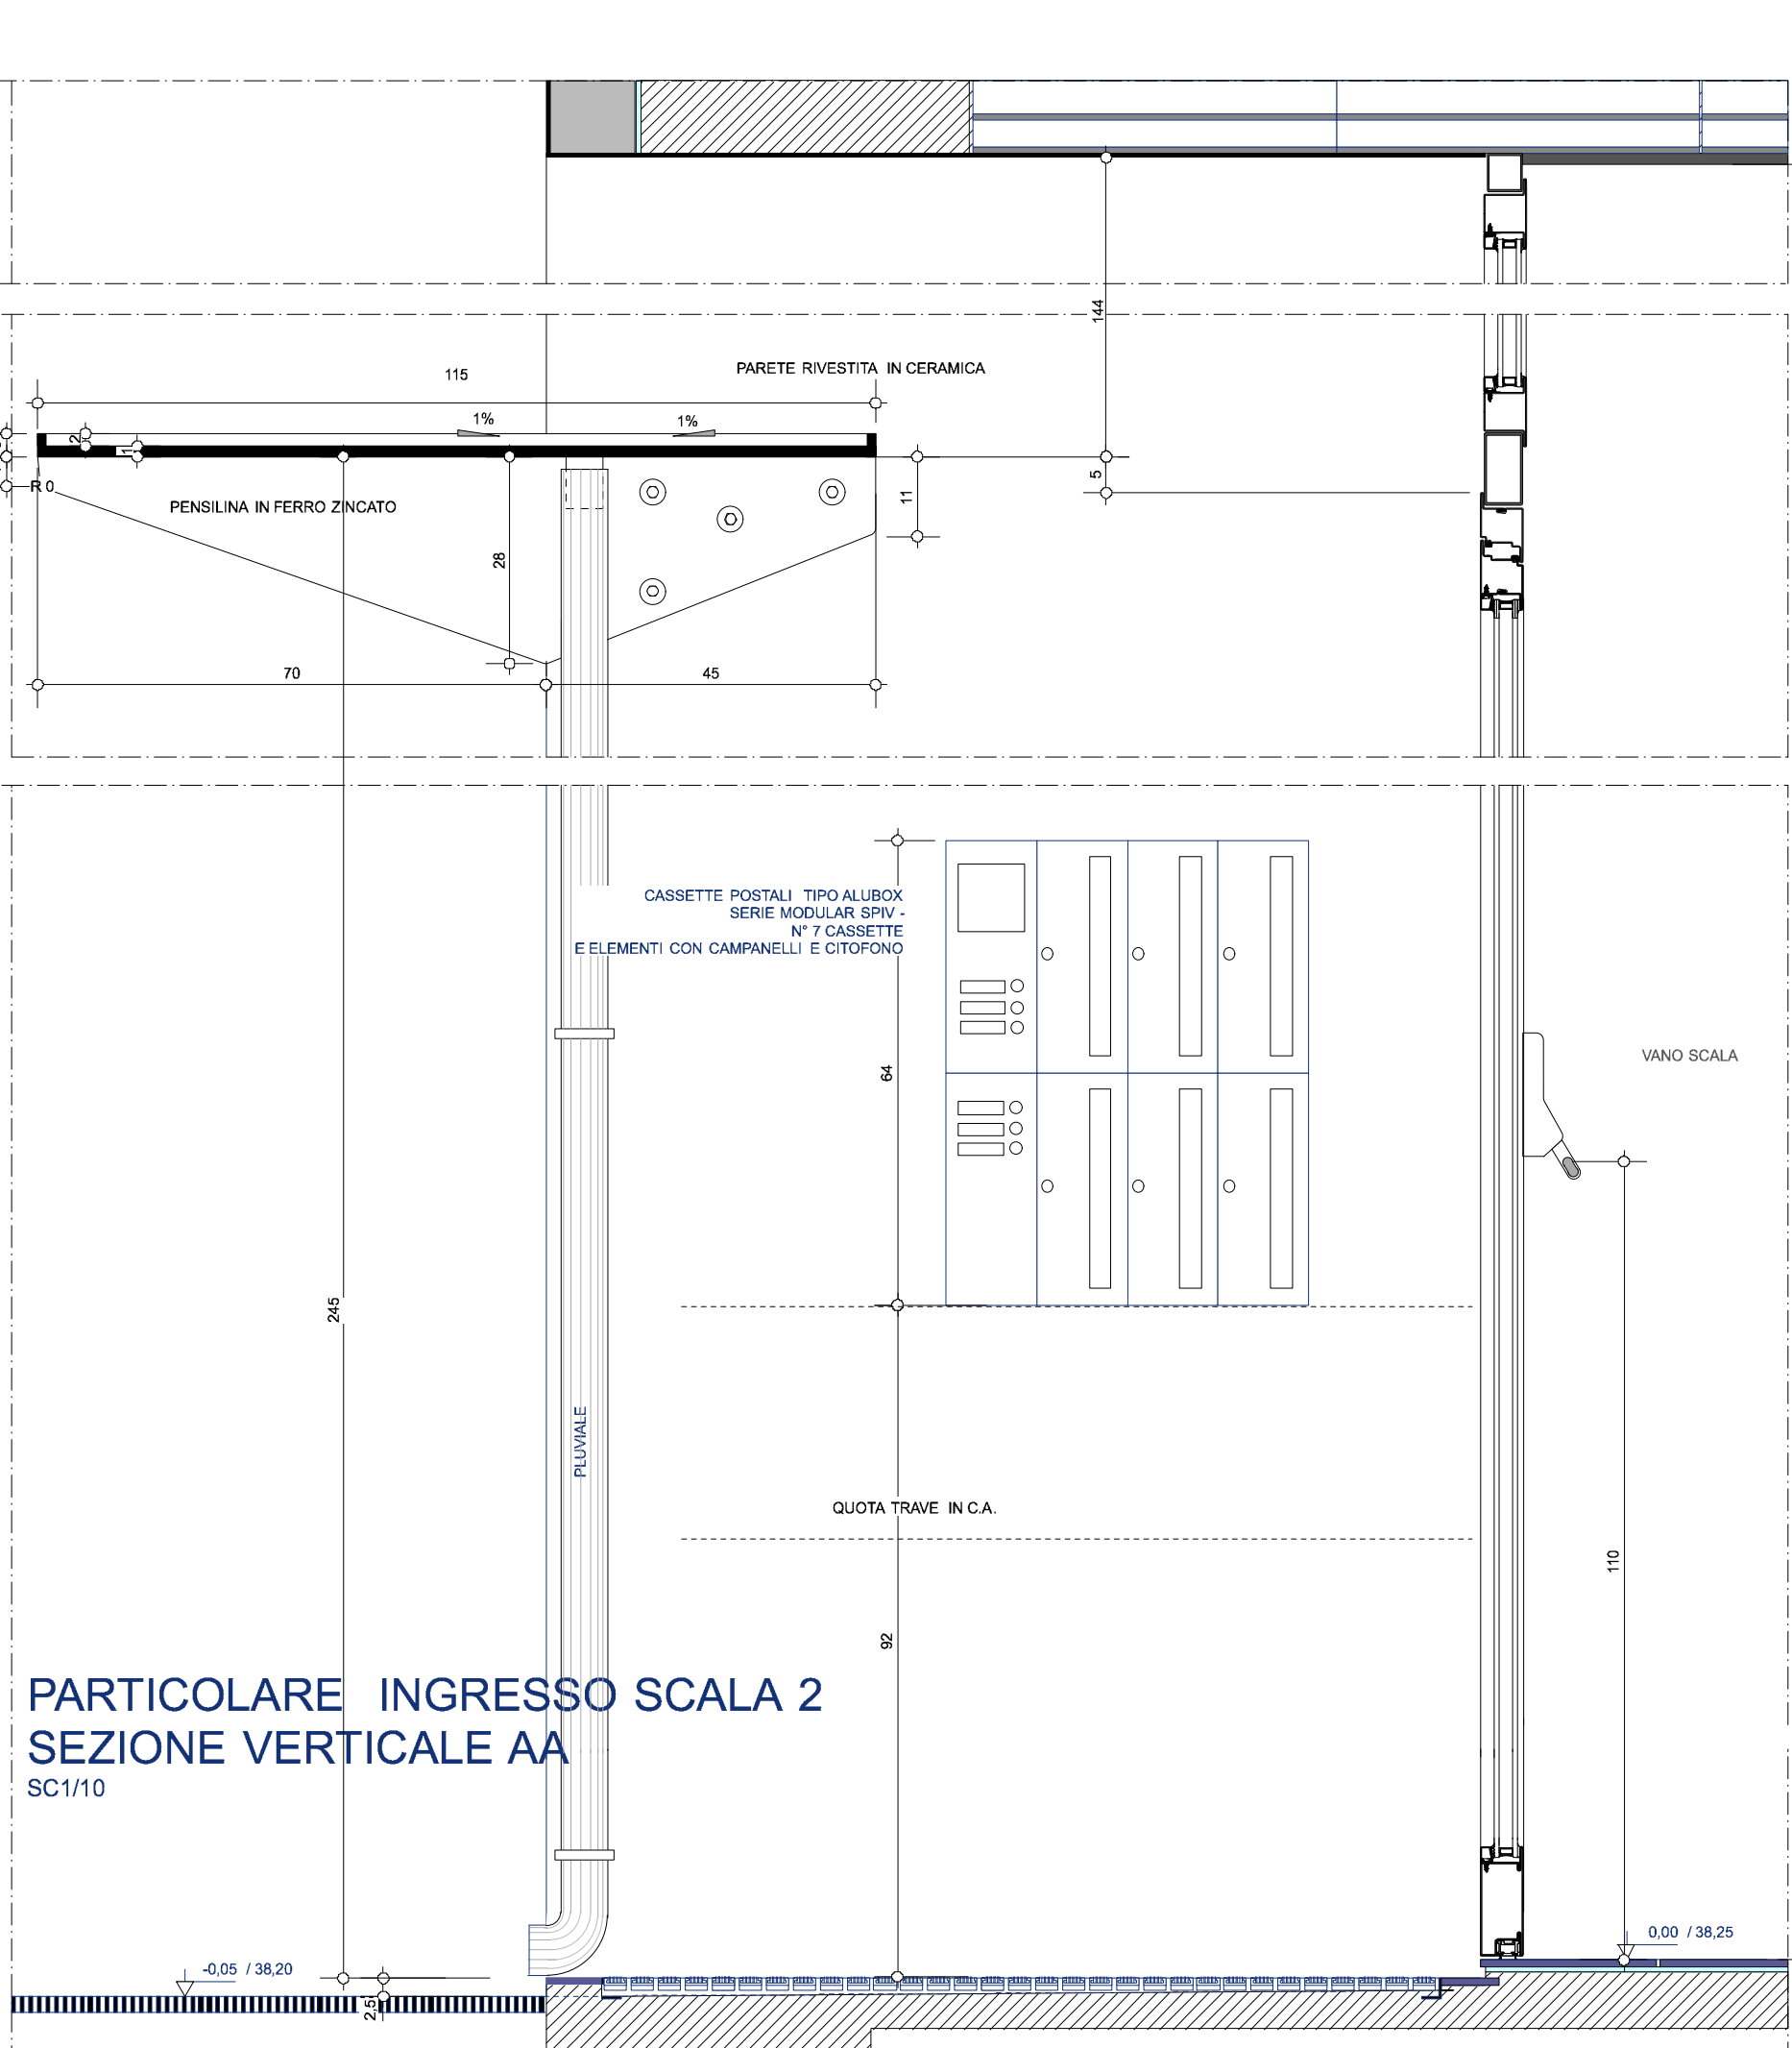 144
PARETE RIVESTITA IN CERAMICA
115
1%
1%
2
1
R 0
5
11
PENSILINA IN FERRO ZINCATO
28
70
45
CASSETTE POSTALI TIPO ALUBOX
SERIE MODULAR SPIV -
N° 7 CASSETTE
E ELEMENTI CON CAMPANELLI E CITOFONO
64
VANO SCALA
245
PLUVIALE
QUOTA TRAVE IN C.A.
110
92
PARTICOLARE INGRESSO SCALA 2
SEZIONE VERTICALE AA
SC1/10
0,00 / 38,25
-0,05 / 38,20
2,5